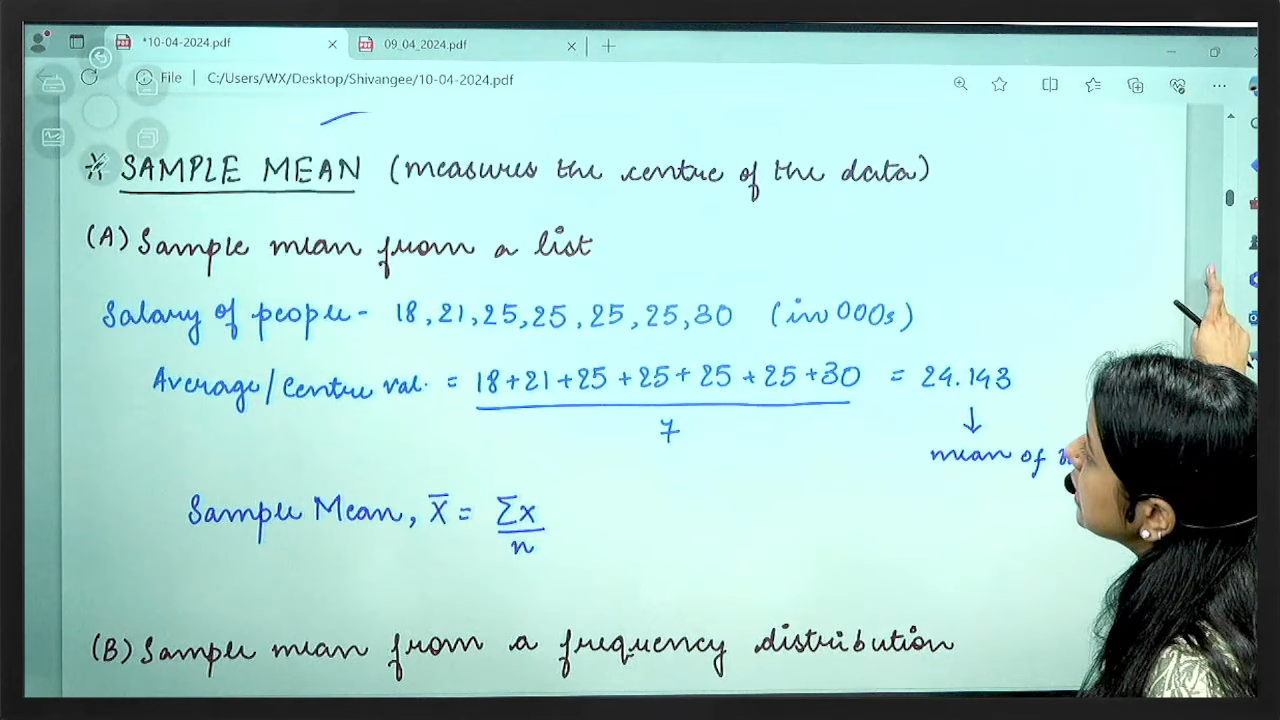 *10-04-2024.pdf
09_04_2024.pdf
File
C:/Users/WX/Desktop/Shivangee/10-04-2024.pdf
SAMPLE MEAN (measures the centre of the data)
(A) Sample mean from a list
Salary of people - 18, 21, 25, 25, 25, 25, 30 (in 000s)
Average/Centre val. = 18+21+25+25+25+25+30 = 24.143
7
mean of
Sample Mean, X̄ = Σx
n
(B) Sample mean from a frequency distribution